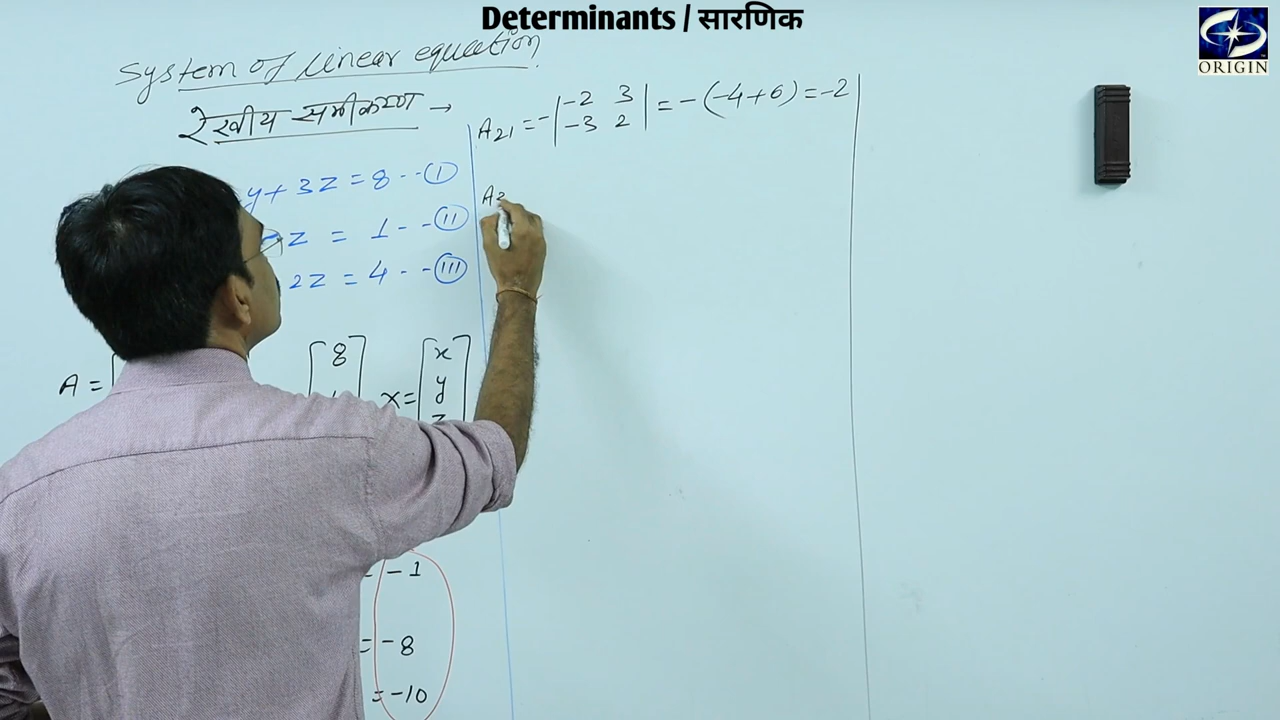 Determinants / सारणिक
ORIGIN
System of linear equation
रेखीय समीकरण →
y + 3z = 8 -- (I)
z = 1 -- (II)
2z = 4 -- (III)
A = [
[8
x = [x
y
z
- 1
= -8
= -10
A21 = - |-2 3| = -(-4+6) = -2
|-3 2|
A2